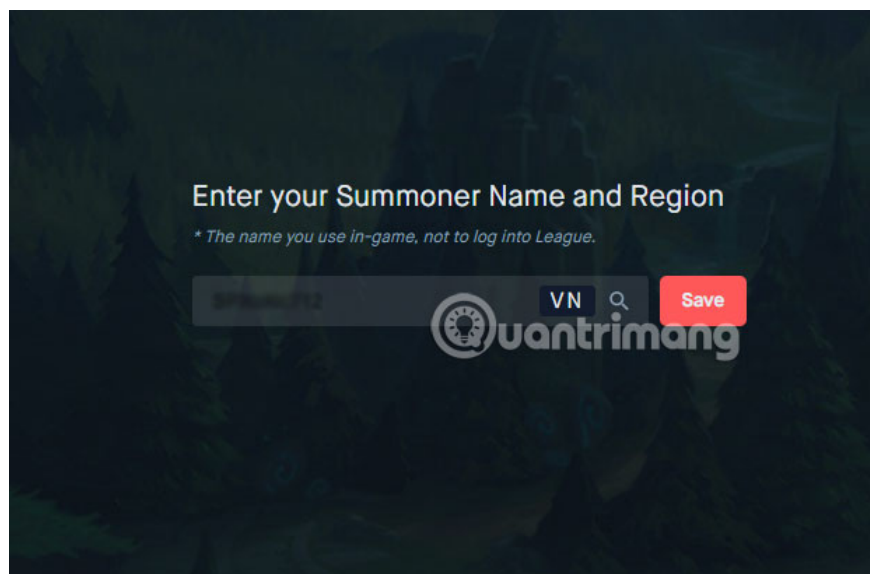 Enter your Summoner Name and Region
* The name you use in-game, not to log into League.
VN
Save
Quantrimang